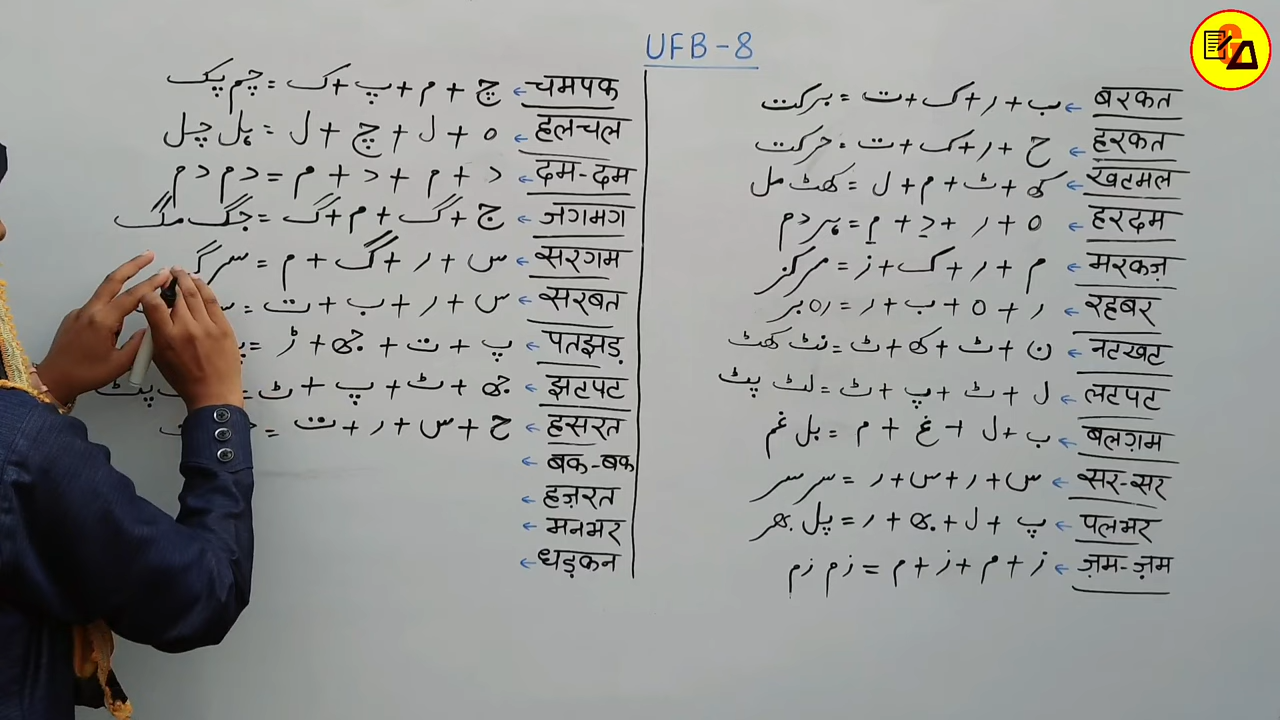 UFB-8
बरकत ← ب + ر + ک + ت = برکت
हरकत ← ح + ر + ک + ت = حرکت
खटमल ← کھ + ٹ + م + ل = کھٹ مل
हरदम ← ہ + ر + د + م = ہر دم
मरकज़ ← م + ر + ک + ز = مرکز
रहबर ← ر + ہ + ب + ر = رہ بر
नटखट ← ن + ٹ + کھ + ٹ = نٹ کھٹ
लटपट ← ل + ٹ + پ + ٹ = لٹ پٹ
बलग़म ← ب + ل + غ + م = بل غم
सर-सर ← س + ر + س + ر = سر سر
पलभर ← پ + ل + بھ + ر = پل بھر
ज़म-ज़म ← ز + م + ز + م = زم زم
चमपक ← چ + م + پ + ک = چم پک
हलचल ← ہ + ل + چ + ل = ہل چل
दम-दम ← د + م + د + م = دم دم
जगमग ← ج + گ + م + گ = جگ مگ
सरगम ← س + ر + گ + م =
सरबत ← س + ر + ب + ت =
पतझड़ ← پ + ت + جھ + ڑ =
झटपट ← جھ + ٹ + پ + ٹ = پٹ
हसरत ← ح + س + ر + ت =
बक-बक ←
हज़रत ←
मनभर ←
धड़कन ←